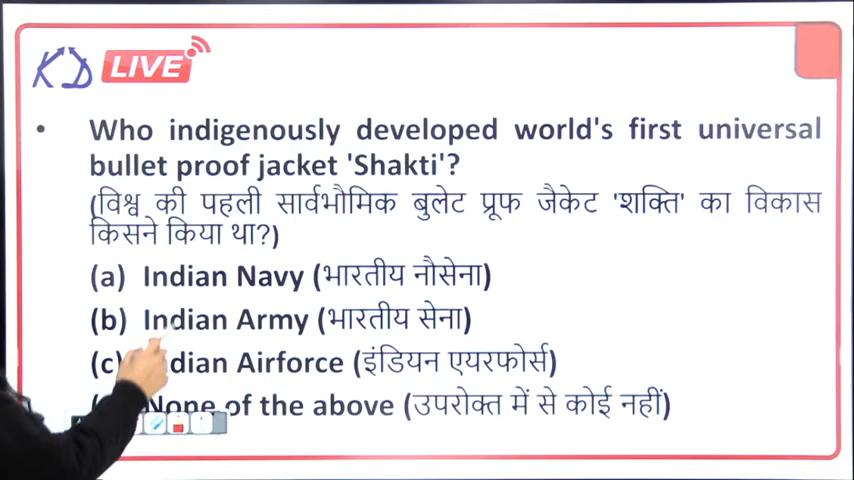 KD LIVE
• Who indigenously developed world's first universal
bullet proof jacket 'Shakti'?
(विश्व की पहली सार्वभौमिक बुलेट प्रूफ जैकेट 'शक्ति' का विकास
किसने किया था?)
(a) Indian Navy (भारतीय नौसेना)
(b) Indian Army (भारतीय सेना)
(c) Indian Airforce (इंडियन एयरफोर्स)
None of the above (उपरोक्त में से कोई नहीं)